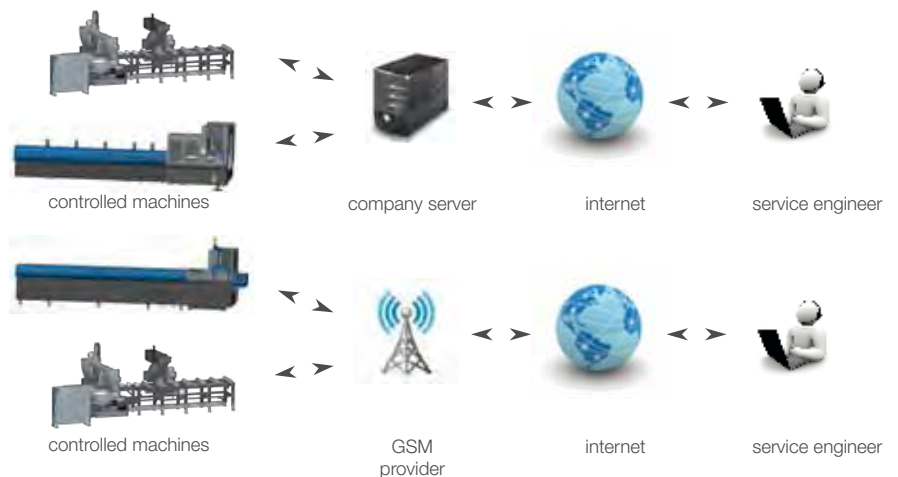 controlled machines
company server
internet
service engineer
controlled machines
GSM
provider
internet
service engineer